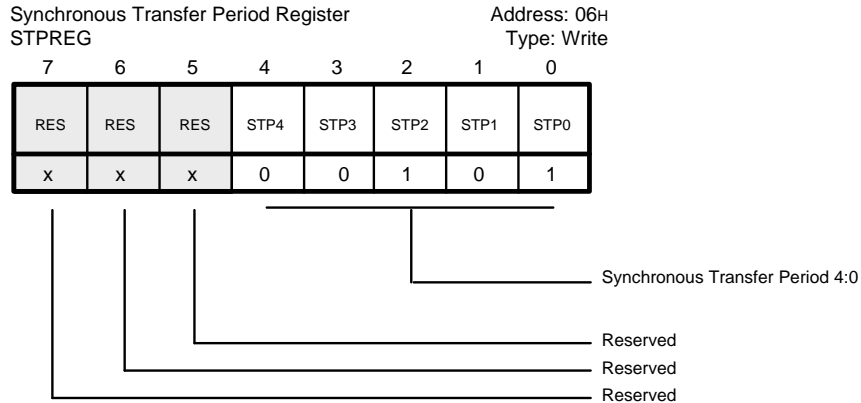 Synchronous Transfer Period Register Address: 06H
STPREG Type: Write
7 6 5 4 3 2 1 0
RES RES RES STP4 STP3 STP2 STP1 STP0
x x x 0 0 1 0 1
Synchronous Transfer Period 4:0
Reserved
Reserved
Reserved